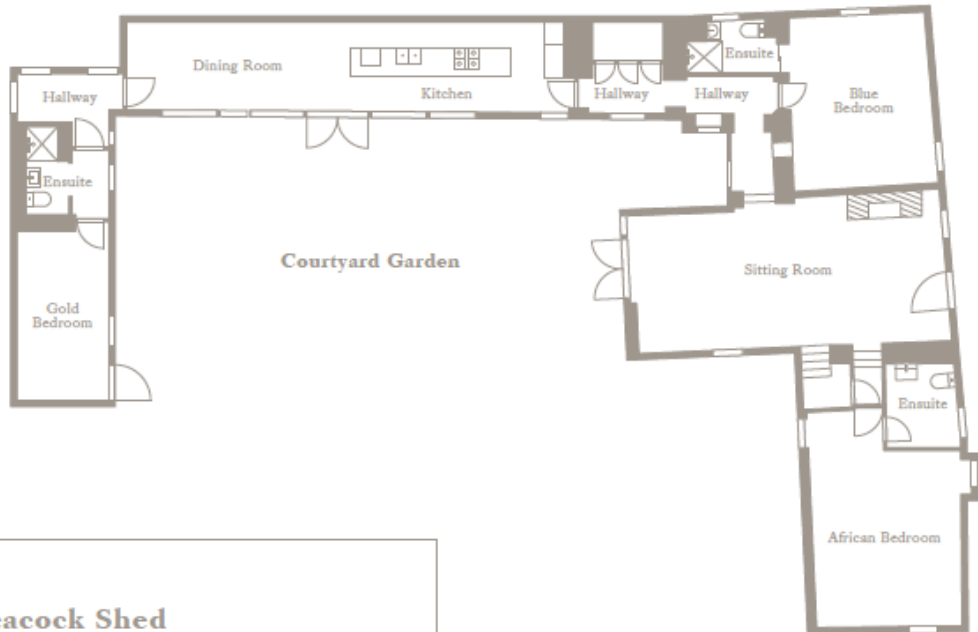 Dining Room
Kitchen
Hallway
Hallway
Hallway
Ensuite
Blue
Bedroom
Ensuite
Courtyard Garden
Sitting Room
Gold
Bedroom
Ensuite
African Bedroom
Shed